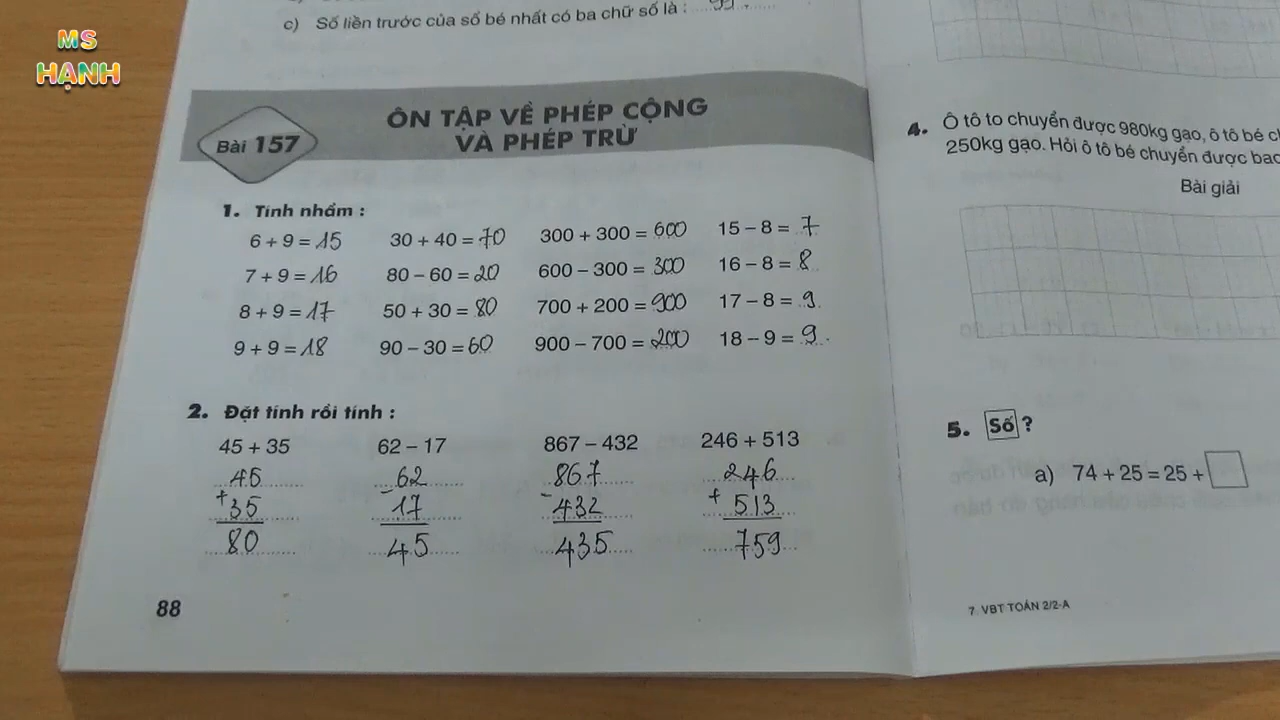 MS
HẠNH
c) Số liền trước của số bé nhất có ba chữ số là : 99
Bài 157
ÔN TẬP VỀ PHÉP CỘNG
VÀ PHÉP TRỪ
1. Tính nhẩm :
6 + 9 = 15 30 + 40 = 70 300 + 300 = 600 15 – 8 = 7
7 + 9 = 16 80 – 60 = 20 600 – 300 = 300 16 – 8 = 8
8 + 9 = 17 50 + 30 = 80 700 + 200 = 900 17 – 8 = 9
9 + 9 = 18 90 – 30 = 60 900 – 700 = 200 18 – 9 = 9
2. Đặt tính rồi tính :
45 + 35 62 – 17 867 – 432 246 + 513
45 62 867 246
+ 35 – 17 – 432 + 513
80 45 435 759
88
4. Ô tô to chuyển được 980kg gạo, ô tô bé
250kg gạo. Hỏi ô tô bé chuyển được
Bài giải
5. Số ?
a) 74 + 25 = 25 +
7 VBT TOÁN 2/2-A